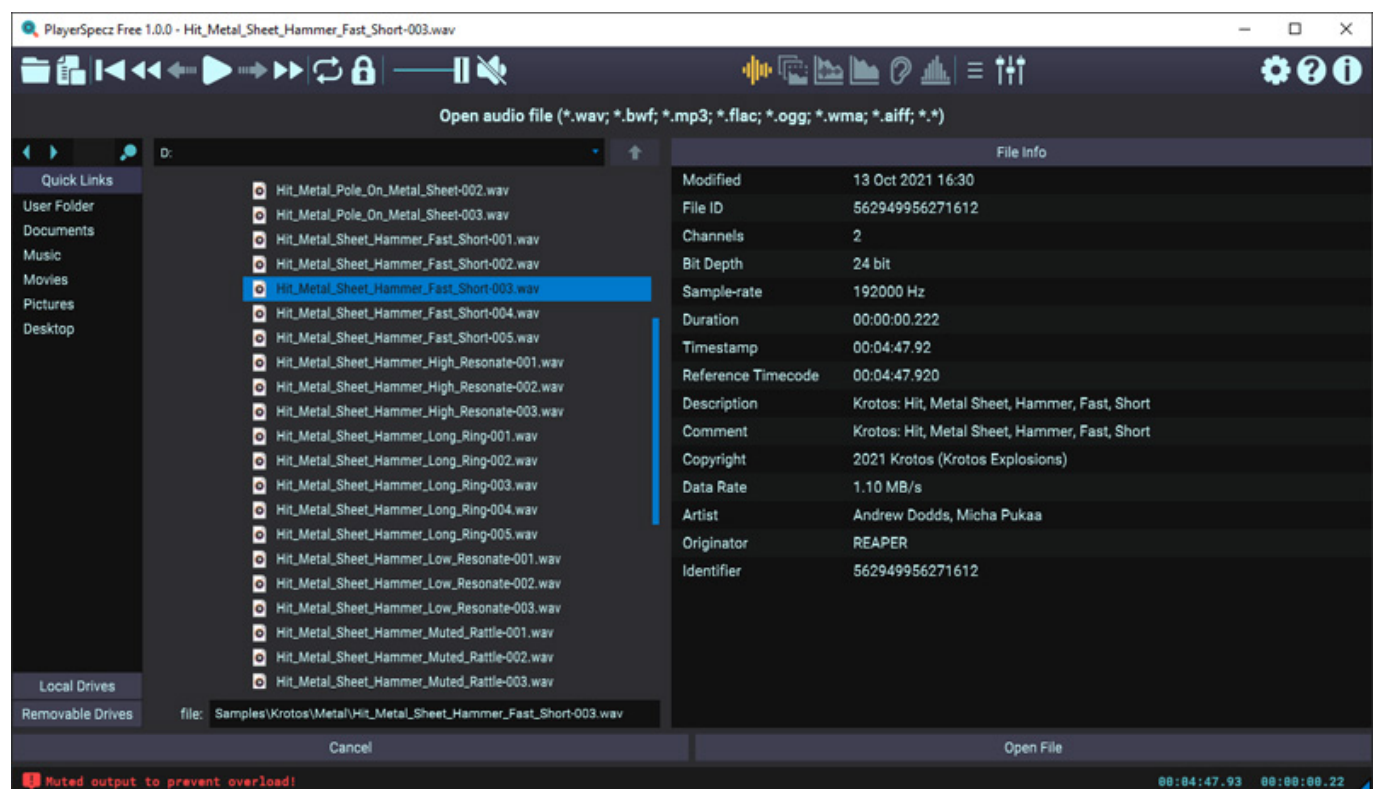 PlayerSpecz Free 1.0.0 - Hit_Metal_Sheet_Hammer_Fast_Short-003.wav
Open audio file (*.wav; *.bwf; *.mp3; *.flac; *.ogg; *.wma; *.aiff; *.*)
D:
Quick Links
User Folder
Documents
Music
Movies
Pictures
Desktop
Local Drives
Removable Drives
Hit_Metal_Pole_On_Metal_Sheet-002.wav
Hit_Metal_Pole_On_Metal_Sheet-003.wav
Hit_Metal_Sheet_Hammer_Fast_Short-001.wav
Hit_Metal_Sheet_Hammer_Fast_Short-002.wav
Hit_Metal_Sheet_Hammer_Fast_Short-003.wav
Hit_Metal_Sheet_Hammer_Fast_Short-004.wav
Hit_Metal_Sheet_Hammer_Fast_Short-005.wav
Hit_Metal_Sheet_Hammer_High_Resonate-001.wav
Hit_Metal_Sheet_Hammer_High_Resonate-002.wav
Hit_Metal_Sheet_Hammer_High_Resonate-003.wav
Hit_Metal_Sheet_Hammer_Long_Ring-001.wav
Hit_Metal_Sheet_Hammer_Long_Ring-002.wav
Hit_Metal_Sheet_Hammer_Long_Ring-003.wav
Hit_Metal_Sheet_Hammer_Long_Ring-004.wav
Hit_Metal_Sheet_Hammer_Long_Ring-005.wav
Hit_Metal_Sheet_Hammer_Low_Resonate-001.wav
Hit_Metal_Sheet_Hammer_Low_Resonate-002.wav
Hit_Metal_Sheet_Hammer_Low_Resonate-003.wav
Hit_Metal_Sheet_Hammer_Muted_Rattle-001.wav
Hit_Metal_Sheet_Hammer_Muted_Rattle-002.wav
Hit_Metal_Sheet_Hammer_Muted_Rattle-003.wav
file: Samples\Krotos\Metal\Hit_Metal_Sheet_Hammer_Fast_Short-003.wav
File Info
Modified 13 Oct 2021 16:30
File ID 562949956271612
Channels 2
Bit Depth 24 bit
Sample-rate 192000 Hz
Duration 00:00:00.222
Timestamp 00:04:47.92
Reference Timecode 00:04:47.920
Description Krotos: Hit, Metal Sheet, Hammer, Fast, Short
Comment Krotos: Hit, Metal Sheet, Hammer, Fast, Short
Copyright 2021 Krotos (Krotos Explosions)
Data Rate 1.10 MB/s
Artist Andrew Dodds, Micha Pukaa
Originator REAPER
Identifier 562949956271612
Cancel
Open File
Muted output to prevent overload!
00:04:47.93 00:00:00.22